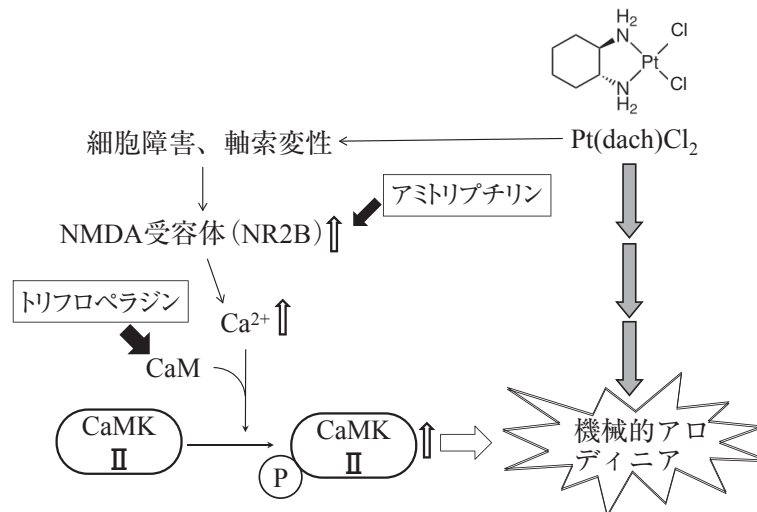 H₂
N
Cl
Pt
Cl
N
H₂
Pt(dach)Cl₂
細胞障害、軸索変性
アミトリプチリン
NMDA受容体(NR2B)
トリフロペラジン
Ca²⁺
CaM
CaMK
Ⅱ
CaMK
Ⅱ
P
機械的アロ
ディニア